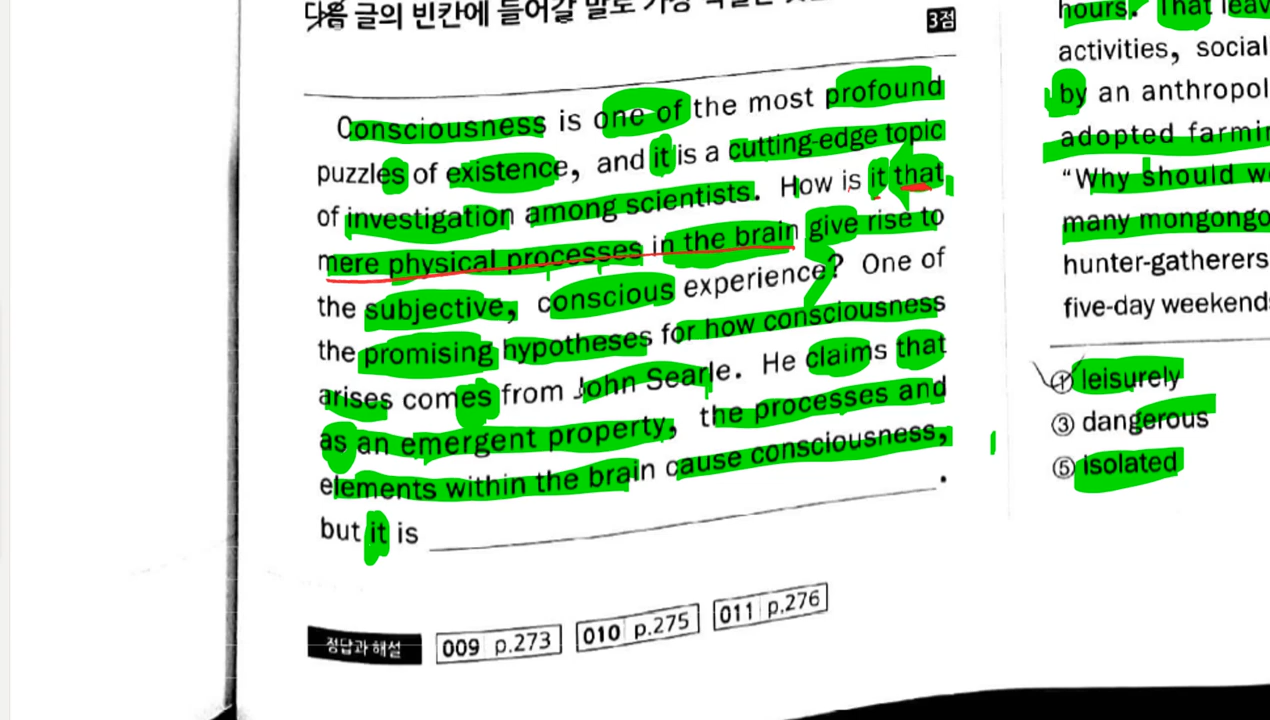 다음 글의 빈칸에 들어갈 말로 가장
3점
Consciousness is one of the most profound
puzzles of existence, and it is a cutting-edge topic
of investigation among scientists. How is it that
mere physical processes in the brain give rise to
the subjective, conscious experience? One of
the promising hypotheses for how consciousness
arises comes from John Searle. He claims that
as an emergent property, the processes and
elements within the brain cause consciousness,
but it is
정답과 해설 009 p.273 010 p.275 011 p.276
hours. That
activities, social
by an
adopted
"Why should
many
hunter-gatherers
five-day
① leisurely
③ dangerous
⑤ isolated